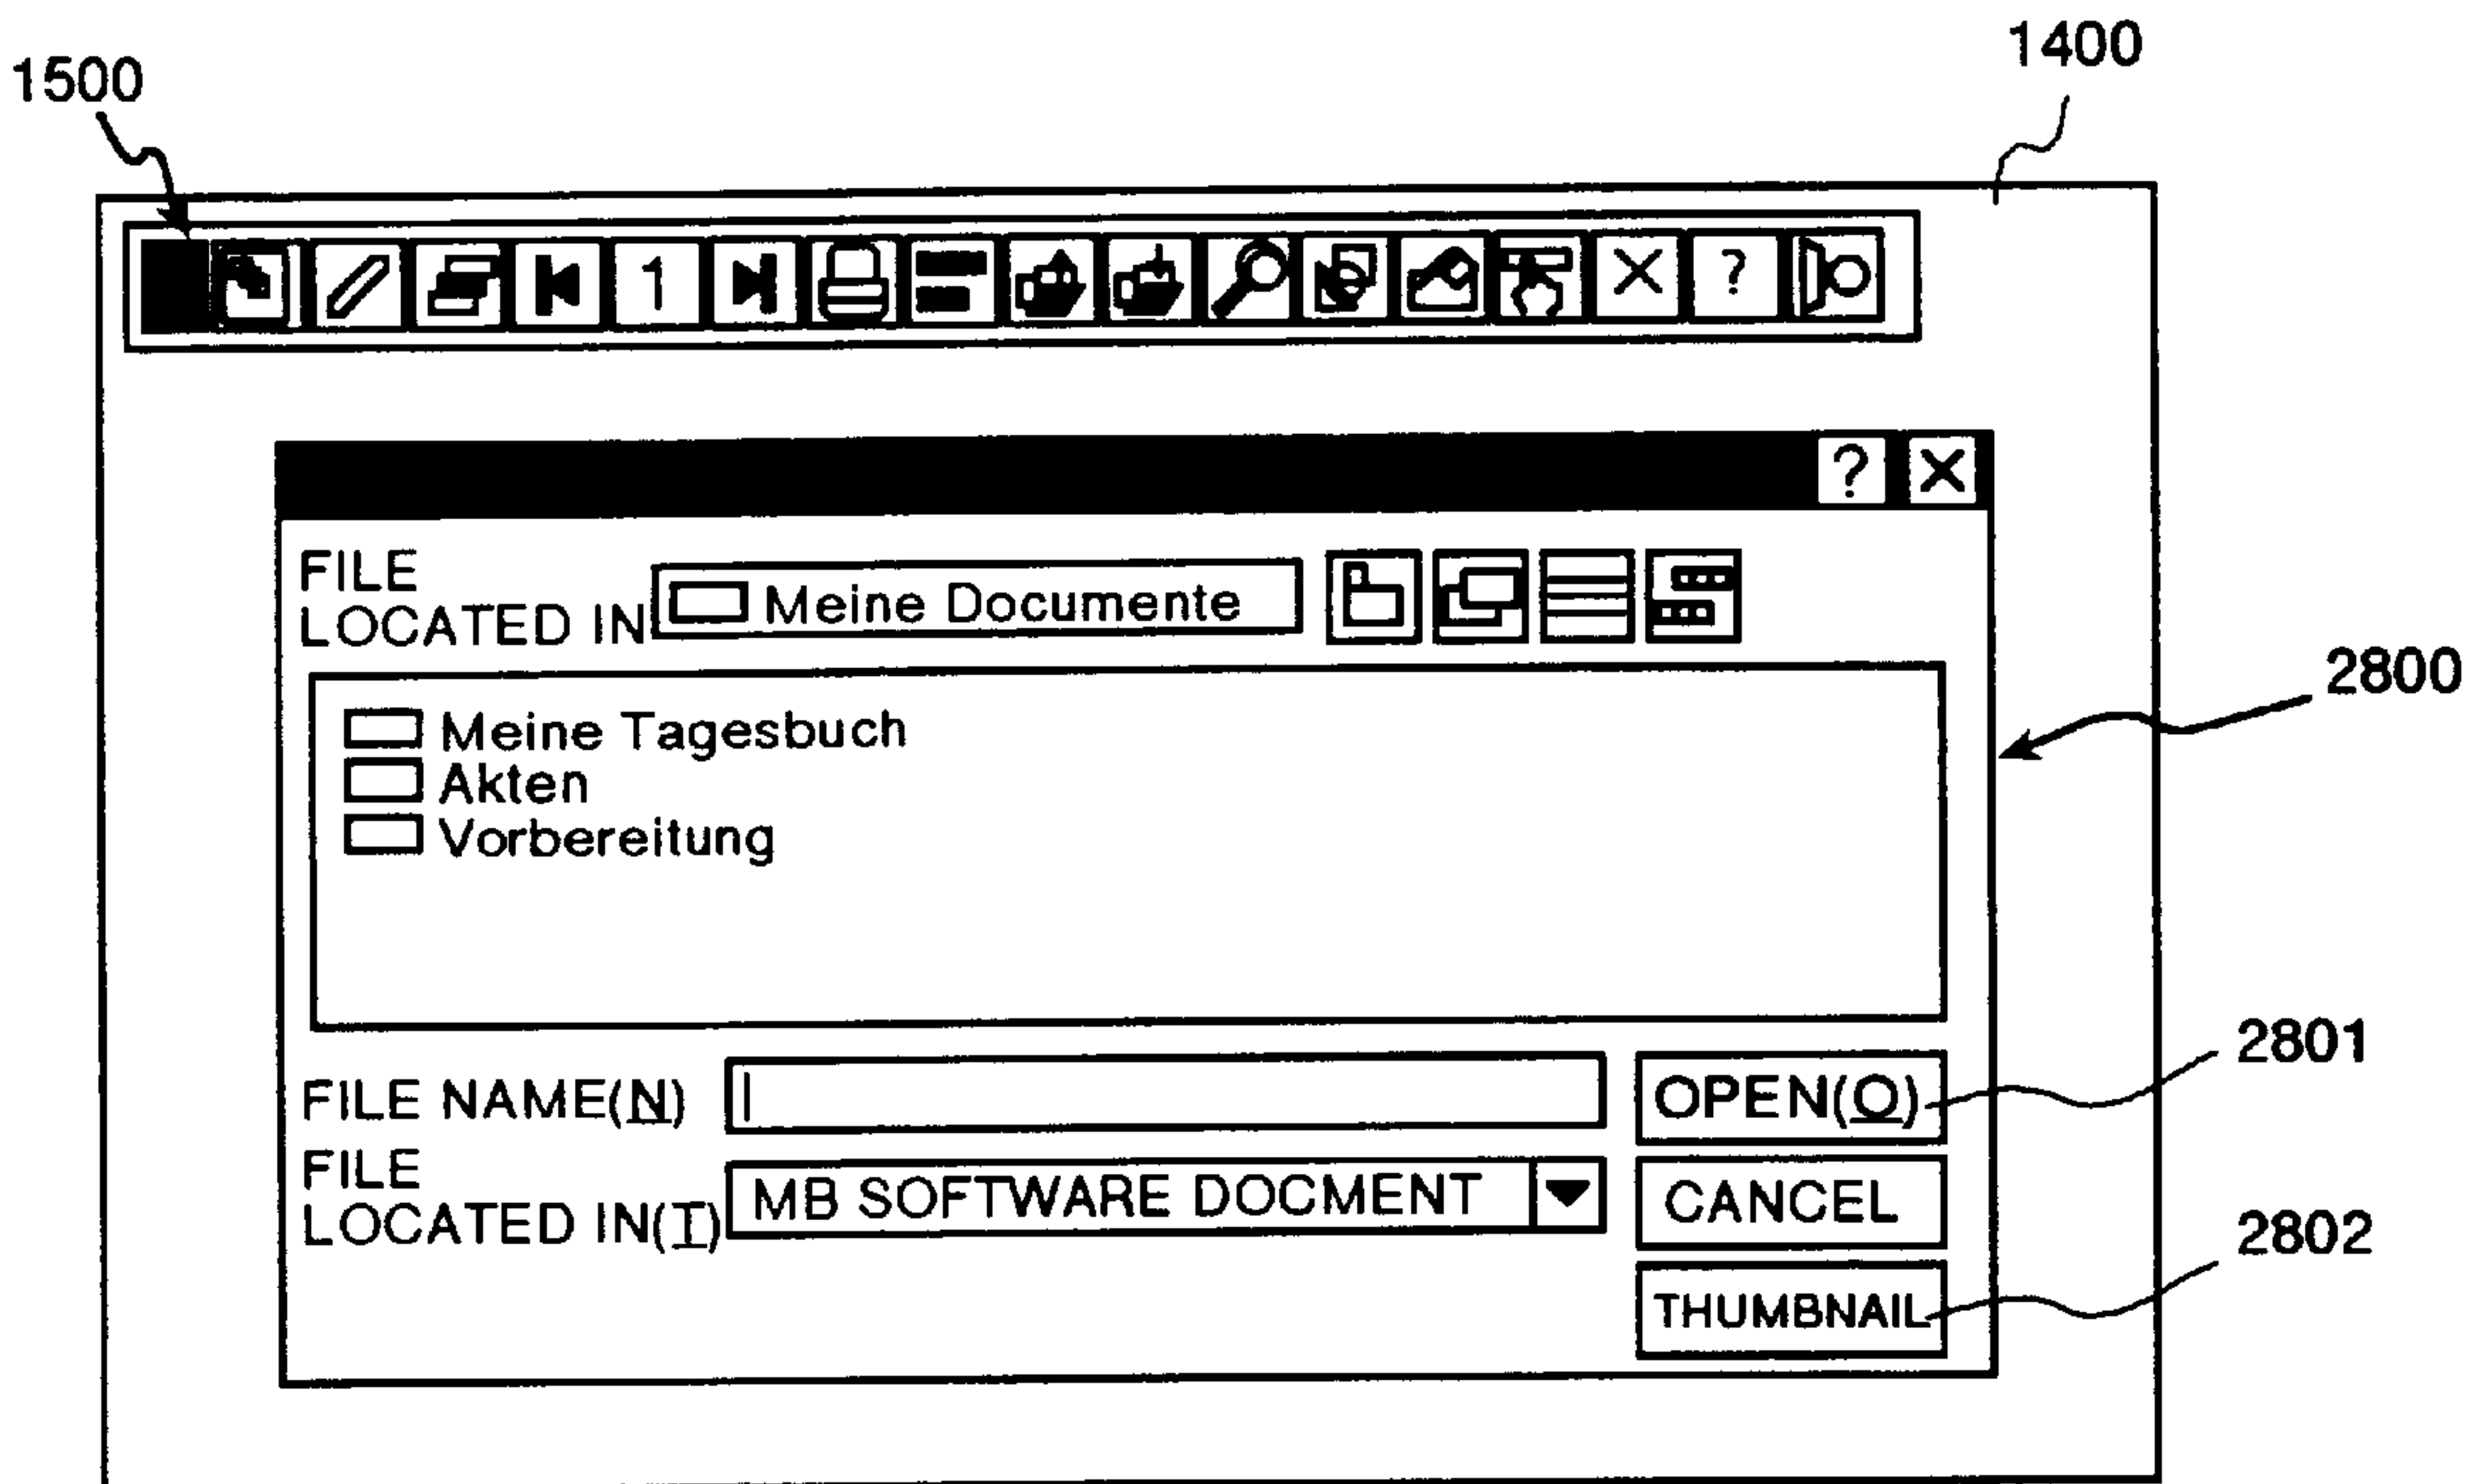 1400
1500
1 ?
?
FILE
LOCATED IN Meine Documente
2800
Meine Tagesbuch
Akten
Vorbereitung
2801
FILE NAME(N) OPEN(O)
FILE
LOCATED IN(I) MB SOFTWARE DOCMENT CANCEL
2802
THUMBNAIL